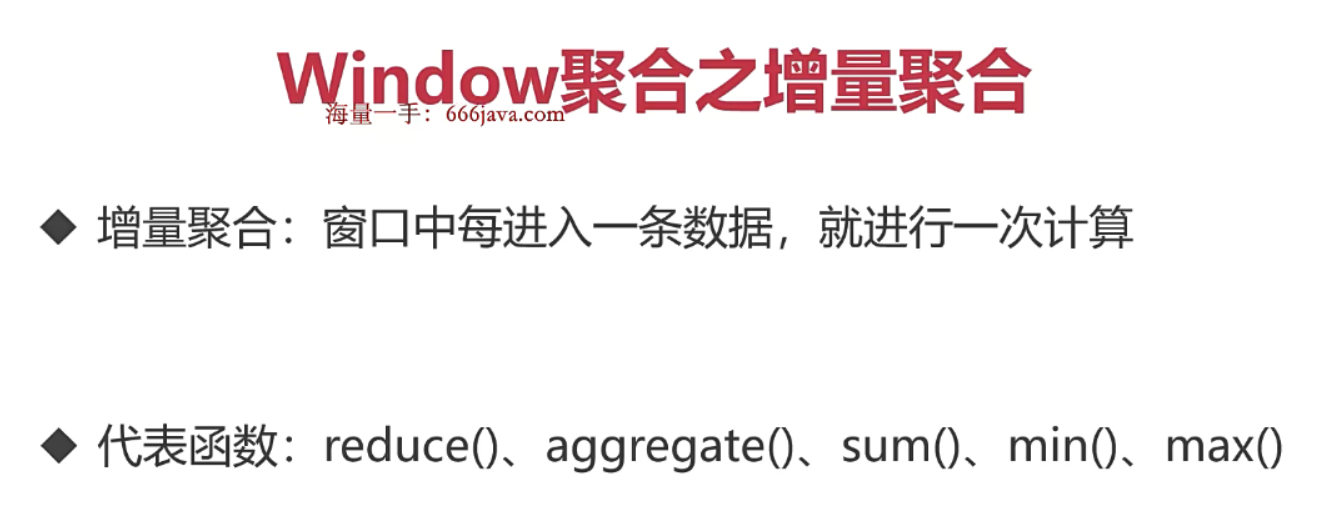 Window聚合之增量聚合
海量一手：666java.com
◆ 增量聚合：窗口中每进入一条数据，就进行一次计算
◆ 代表函数：reduce()、aggregate()、sum()、min()、max()